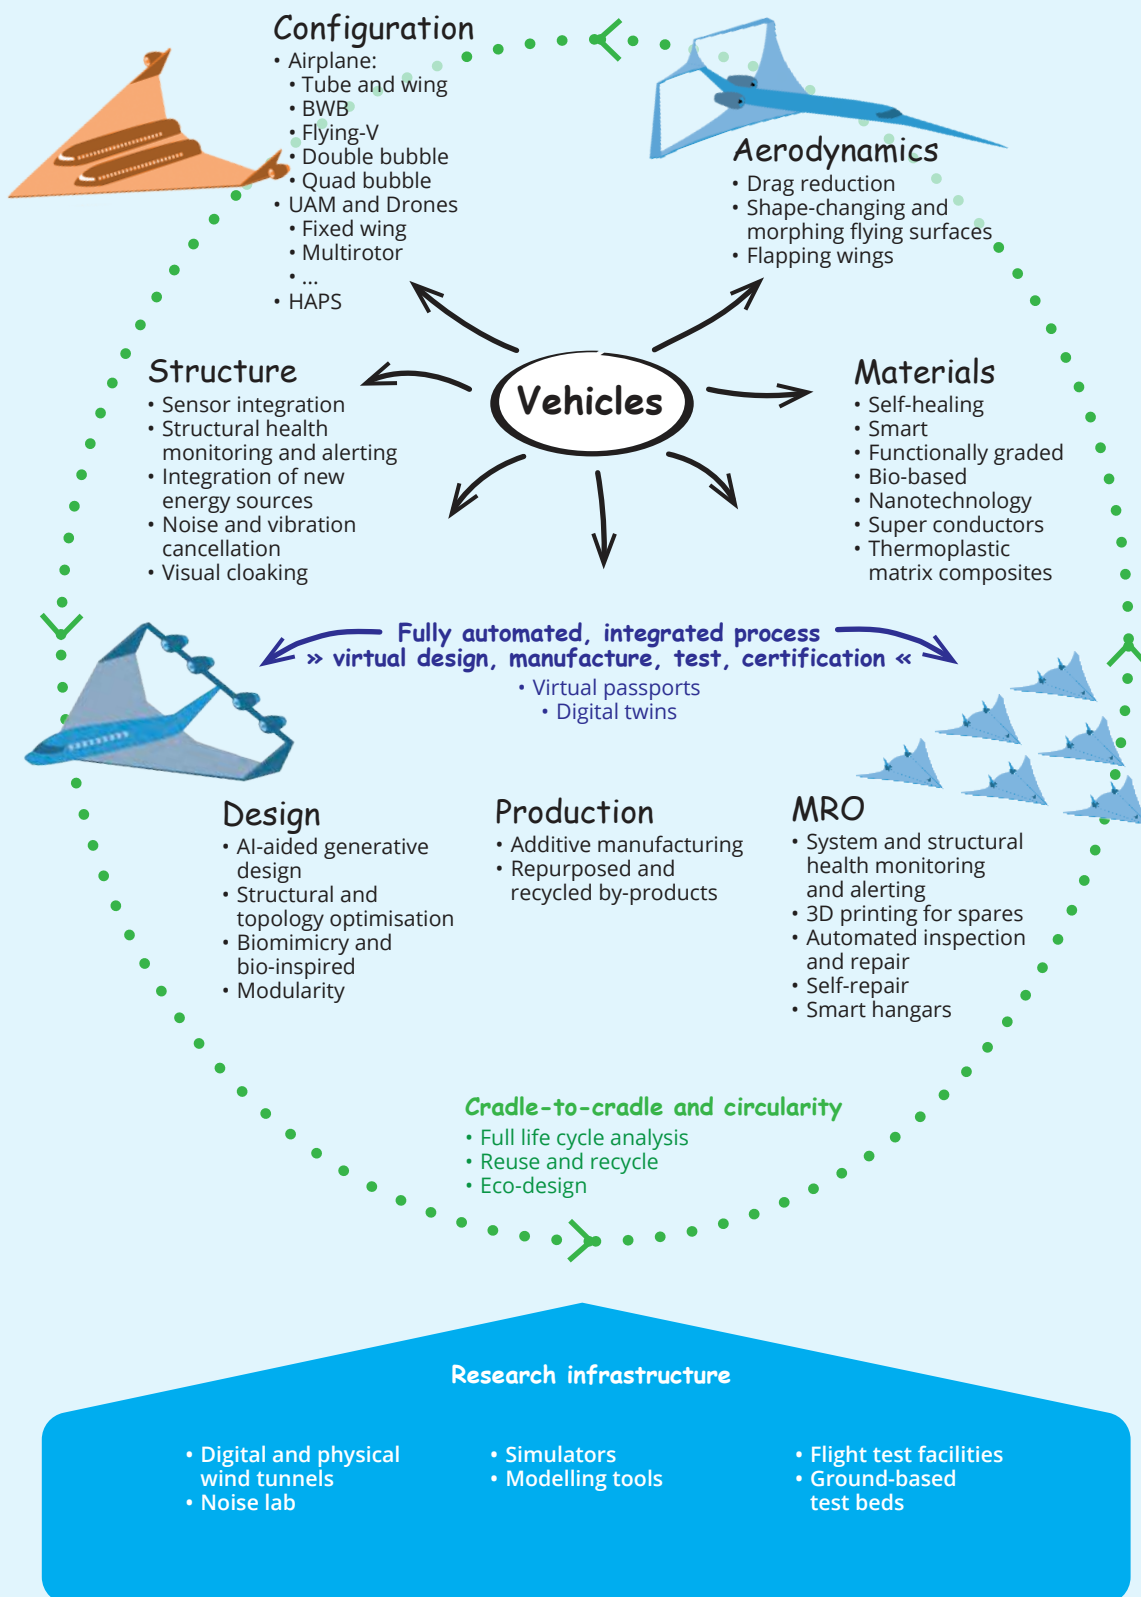 Configuration
• Airplane:
• Tube and wing
• BWB
• Flying-V
• Double bubble
• Quad bubble
• UAM and Drones
• Fixed wing
• Multirotor
• ...
• HAPS
Aerodynamics
• Drag reduction
• Shape-changing and
morphing flying surfaces
• Flapping wings
Vehicles
Structure
• Sensor integration
• Structural health
monitoring and alerting
• Integration of new
energy sources
• Noise and vibration
cancellation
• Visual cloaking
Materials
• Self-healing
• Smart
• Functionally graded
• Bio-based
• Nanotechnology
• Super conductors
• Thermoplastic
matrix composites
Fully automated, integrated process
» virtual design, manufacture, test, certification «
• Virtual passports
• Digital twins
Design
• AI-aided generative
design
• Structural and
topology optimisation
• Biomimicry and
bio-inspired
• Modularity
Production
• Additive manufacturing
• Repurposed and
recycled by-products
MRO
• System and structural
health monitoring
and alerting
• 3D printing for spares
• Automated inspection
and repair
• Self-repair
• Smart hangars
Cradle-to-cradle and circularity
• Full life cycle analysis
• Reuse and recycle
• Eco-design
Research infrastructure
• Digital and physical
wind tunnels
• Noise lab
• Simulators
• Modelling tools
• Flight test facilities
• Ground-based
test beds